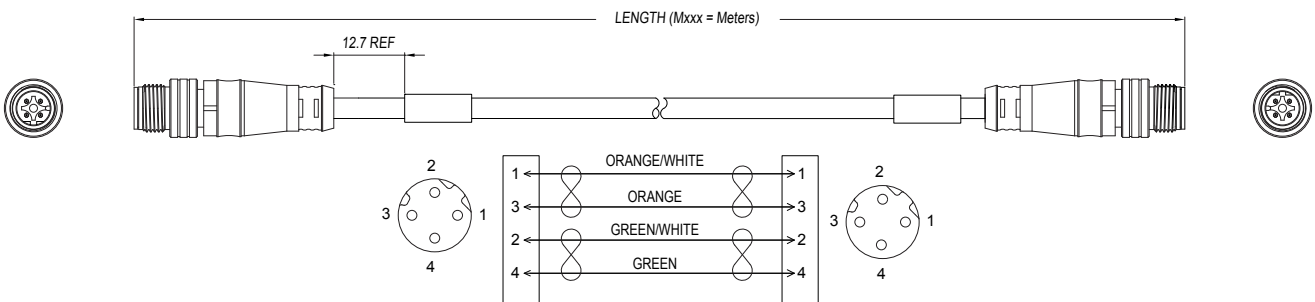 LENGTH (Mxxx = Meters)
12.7 REF
ORANGE/WHITE
1 1
ORANGE
3 3
GREEN/WHITE
2 2
GREEN
4 4
2
3 1
4
2
3 1
4